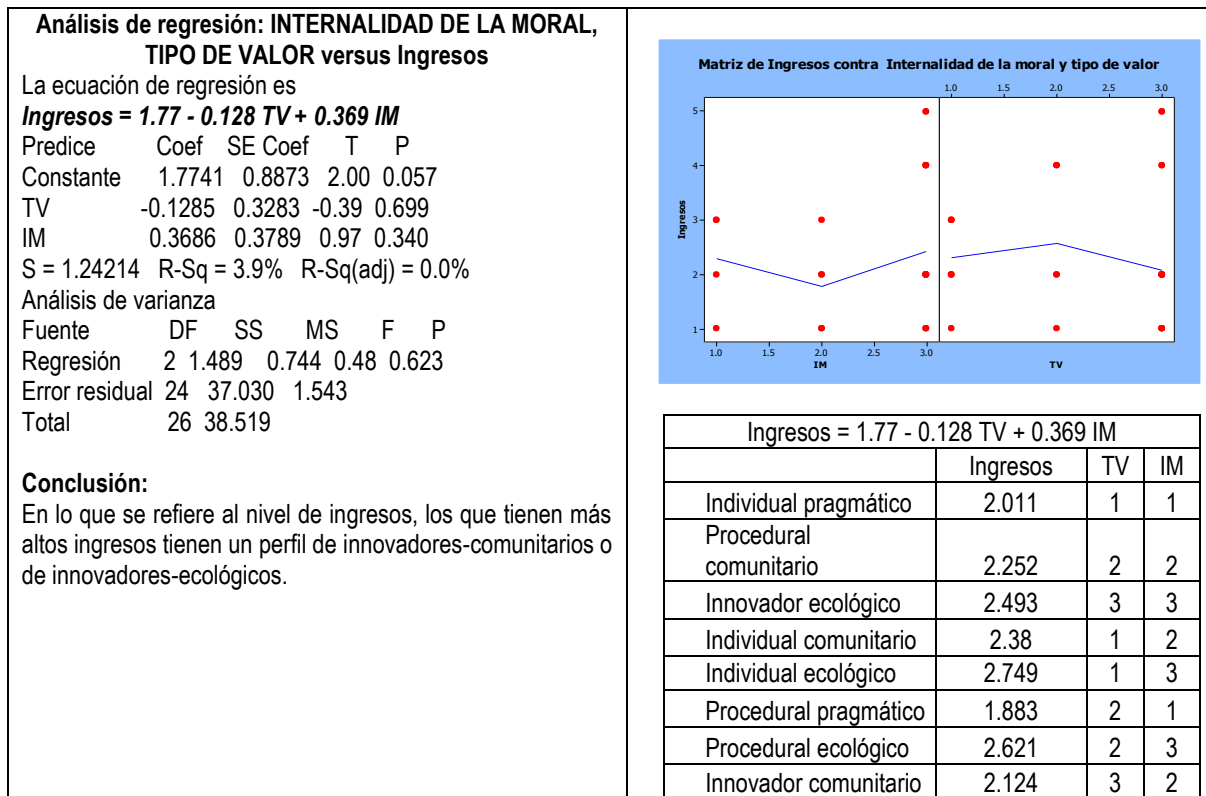 Análisis de regresión: INTERNALIDAD DE LA MORAL,
TIPO DE VALOR versus Ingresos
La ecuación de regresión es
Ingresos = 1.77 - 0.128 TV + 0.369 IM
Predice Coef SE Coef T P
Constante 1.7741 0.8873 2.00 0.057
TV -0.1285 0.3283 -0.39 0.699
IM 0.3686 0.3789 0.97 0.340
S = 1.24214 R-Sq = 3.9% R-Sq(adj) = 0.0%
Análisis de varianza
Fuente DF SS MS F P
Regresión 2 1.489 0.744 0.48 0.623
Error residual 24 37.030 1.543
Total 26 38.519
Conclusión:
En lo que se refiere al nivel de ingresos, los que tienen más
altos ingresos tienen un perfil de innovadores-comunitarios o
de innovadores-ecológicos.
Matriz de Ingresos contra Internalidad de la moral y tipo de valor
1.0 1.5 2.0 2.5 3.0
5
4
3
2
1
Ingresos
1.0 1.5 2.0 2.5 3.0
IM TV
Ingresos = 1.77 - 0.128 TV + 0.369 IM
Ingresos TV IM
Individual pragmático 2.011 1 1
Procedural
comunitario 2.252 2 2
Innovador ecológico 2.493 3 3
Individual comunitario 2.38 1 2
Individual ecológico 2.749 1 3
Procedural pragmático 1.883 2 1
Procedural ecológico 2.621 2 3
Innovador comunitario 2.124 3 2